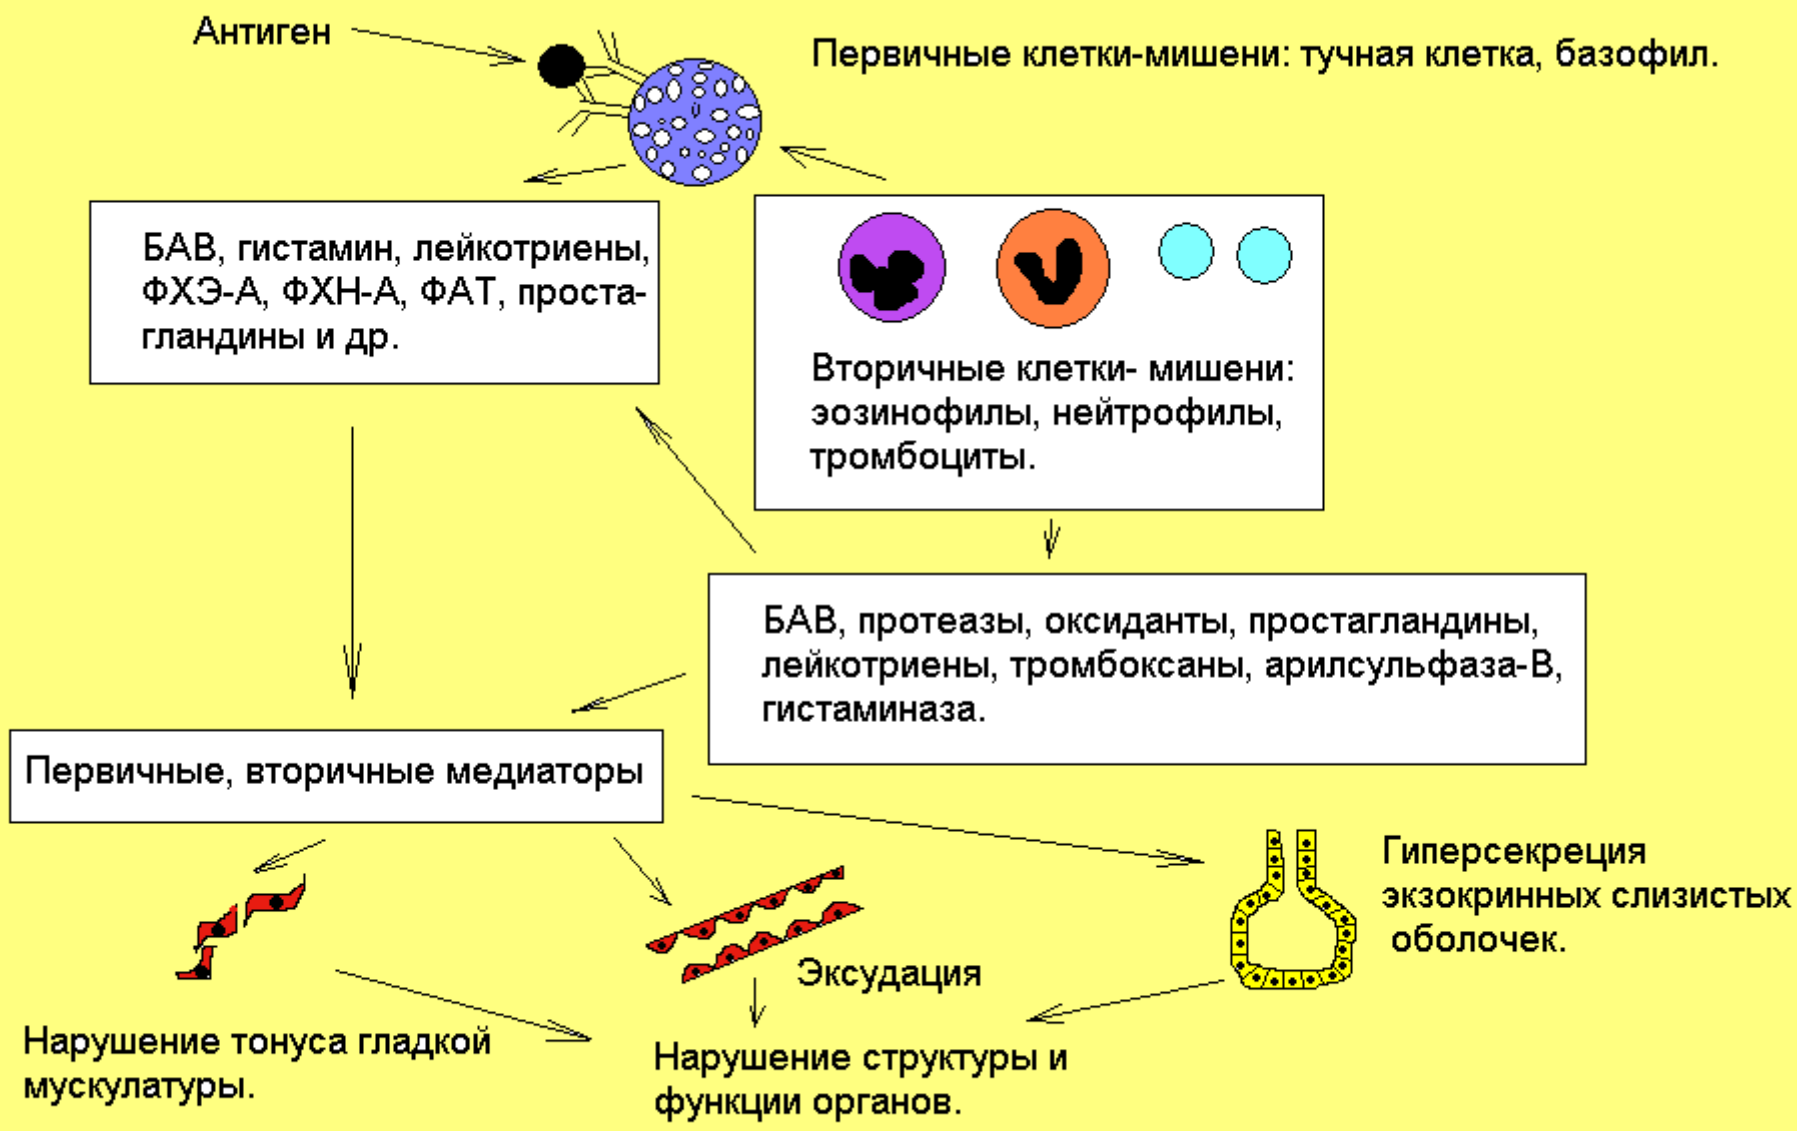 Антиген
Первичные клетки-мишени: тучная клетка, базофил.
БАВ, гистамин, лейкотриены,
ФХЭ-А, ФХН-А, ФАТ, проста-
гландины и др.
Вторичные клетки- мишени:
эозинофилы, нейтрофилы,
тромбоциты.
БАВ, протеазы, оксиданты, простагландины,
лейкотриены, тромбоксаны, арилсульфаза-В,
гистаминаза.
Первичные, вторичные медиаторы
Гиперсекреция
экзокринных слизистых
оболочек.
Эксудация
Нарушение тонуса гладкой
мускулатуры.
Нарушение структуры и
функции органов.